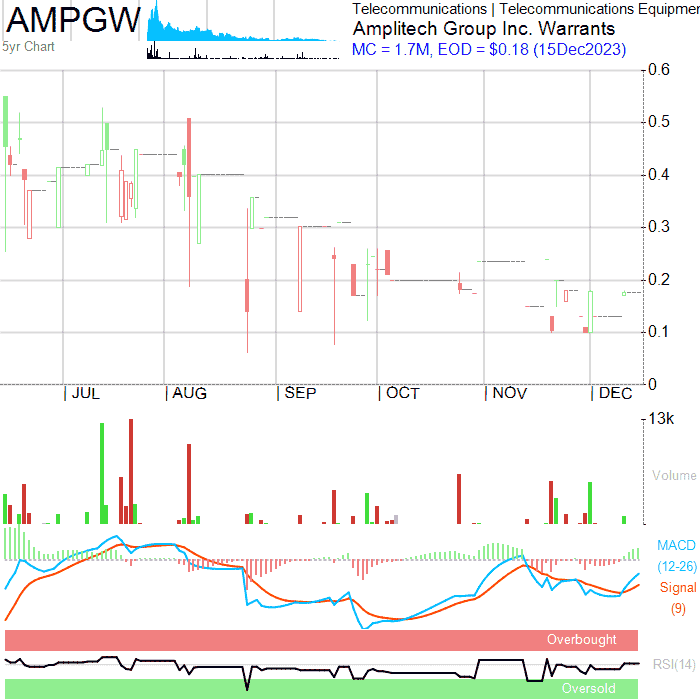 AMPGW
5yr Chart
Telecommunications | Telecommunications Equipmen
Amplitech Group Inc. Warrants
MC = 1.7M, EOD = $0.18 (15Dec2023)
0.6
0.5
0.4
0.3
0.2
0.1
0
JUL AUG SEP OCT NOV DEC
13k
Volume
MACD
(12-26)
Signal
(9)
Overbought
RSI(14)
Oversold